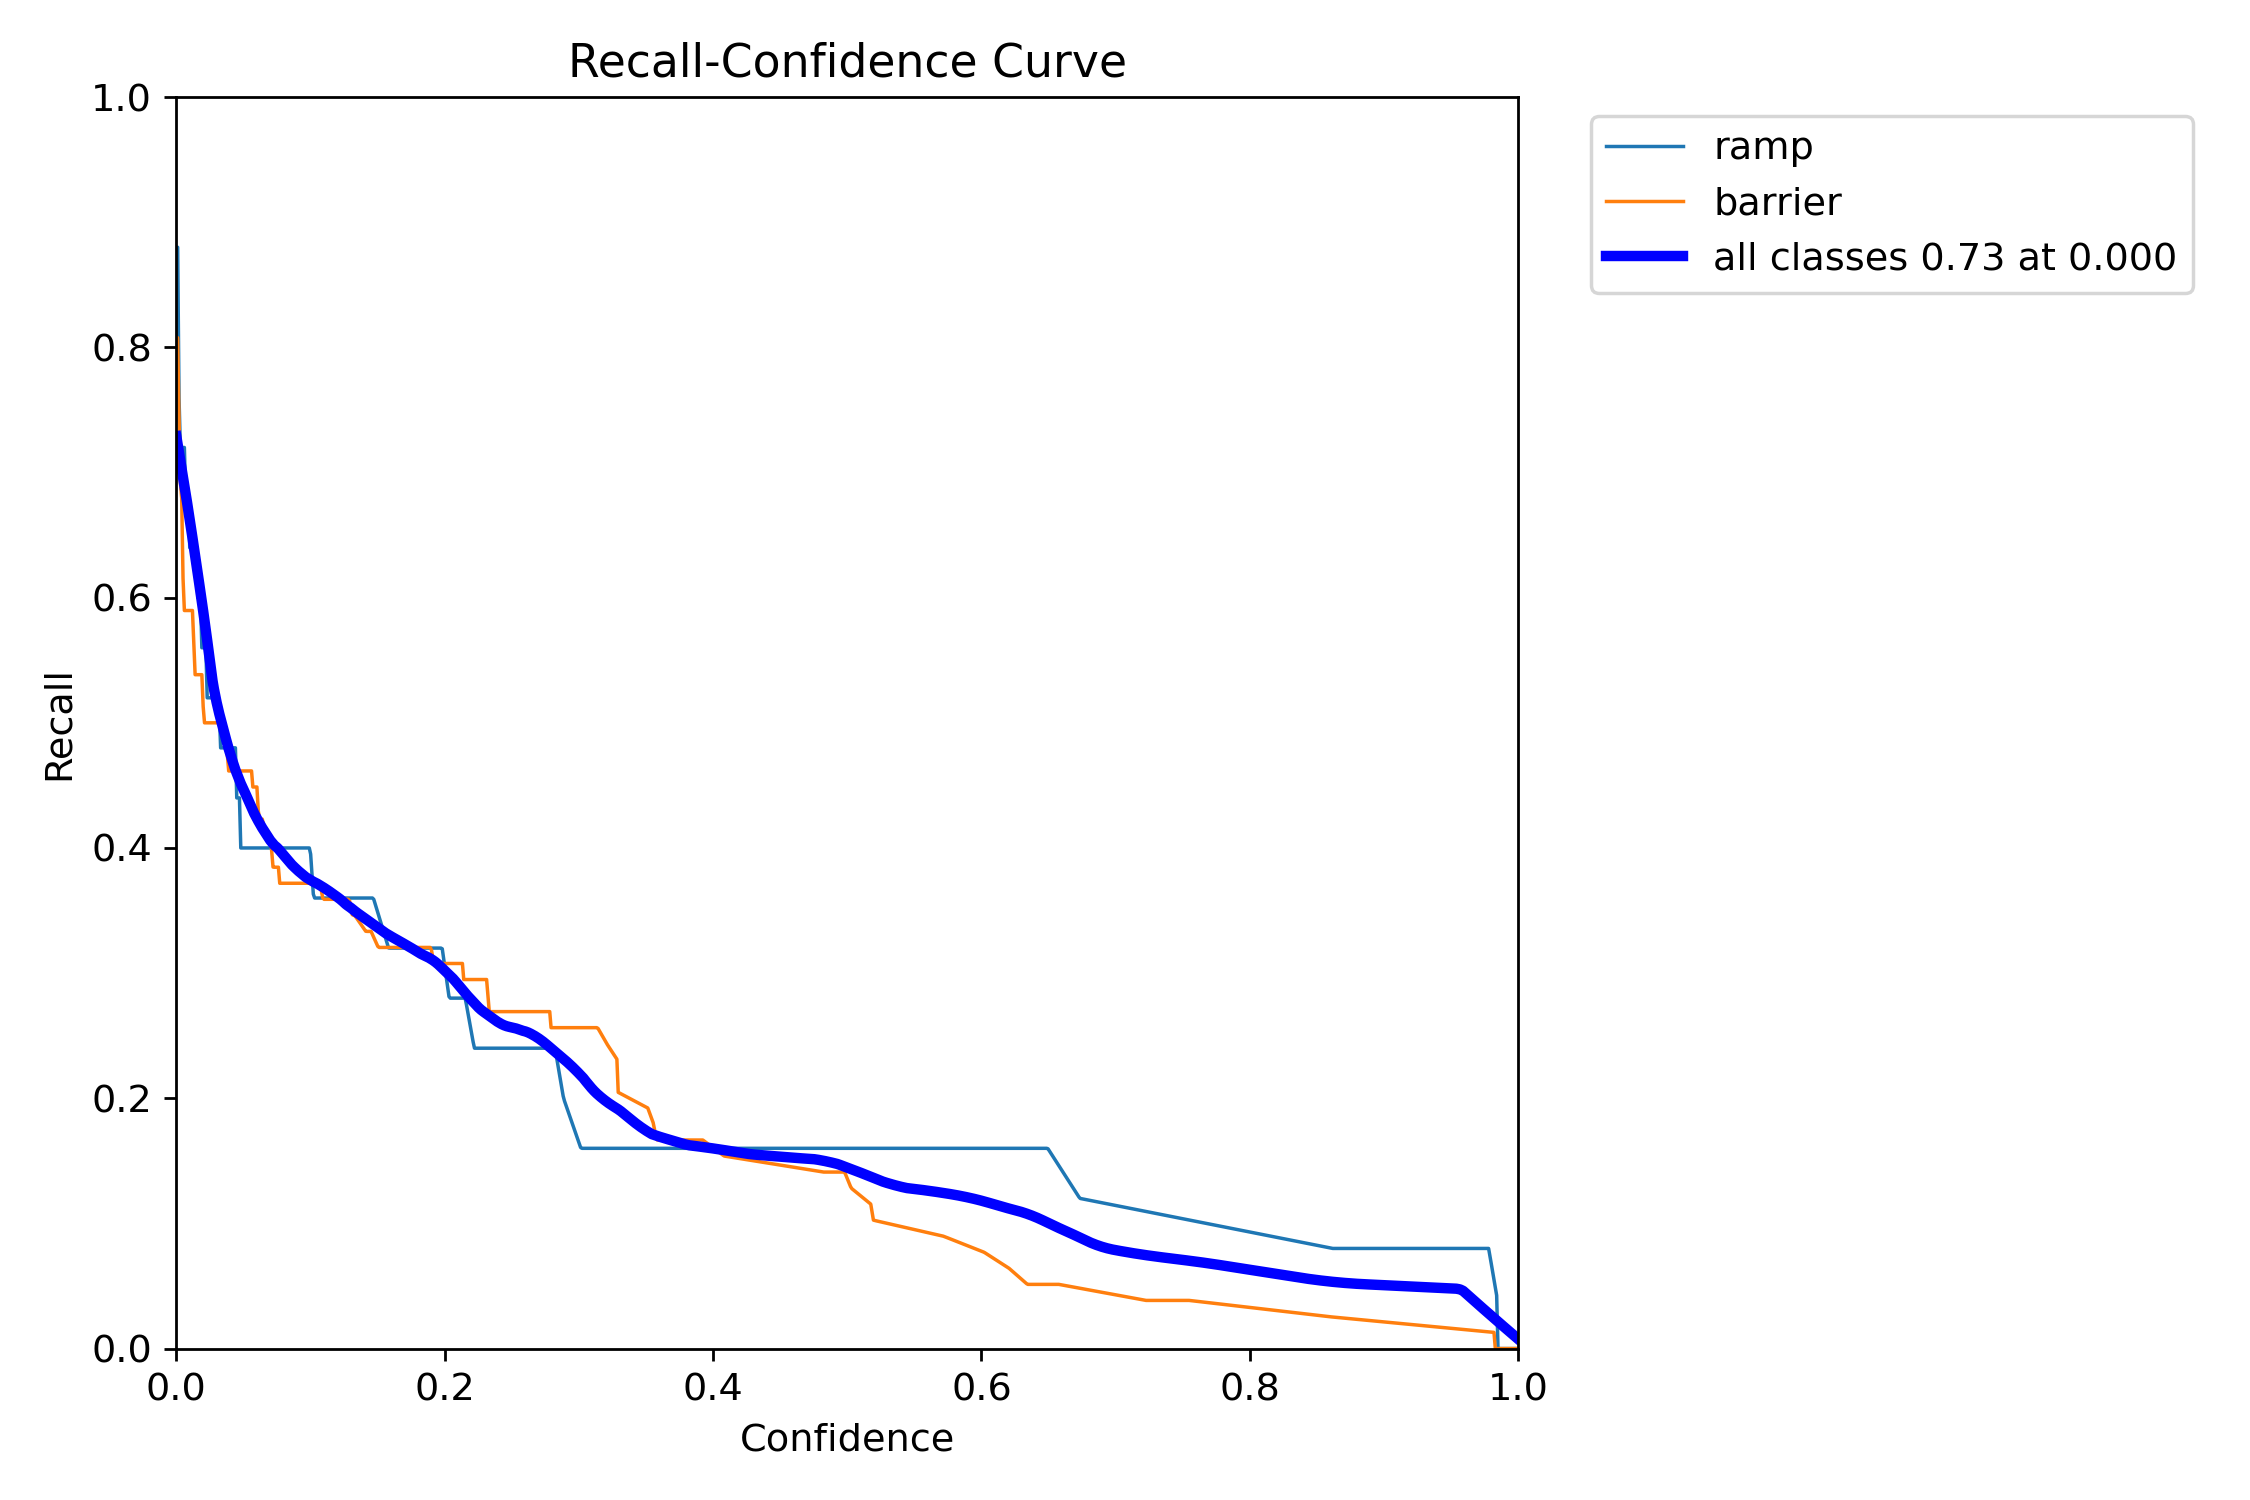 Recall-Confidence Curve
1.0
0.8
0.6
0.4
0.2
0.0
Recall
0.0 0.2 0.4 0.6 0.8 1.0
Confidence
ramp
barrier
all classes 0.73 at 0.000